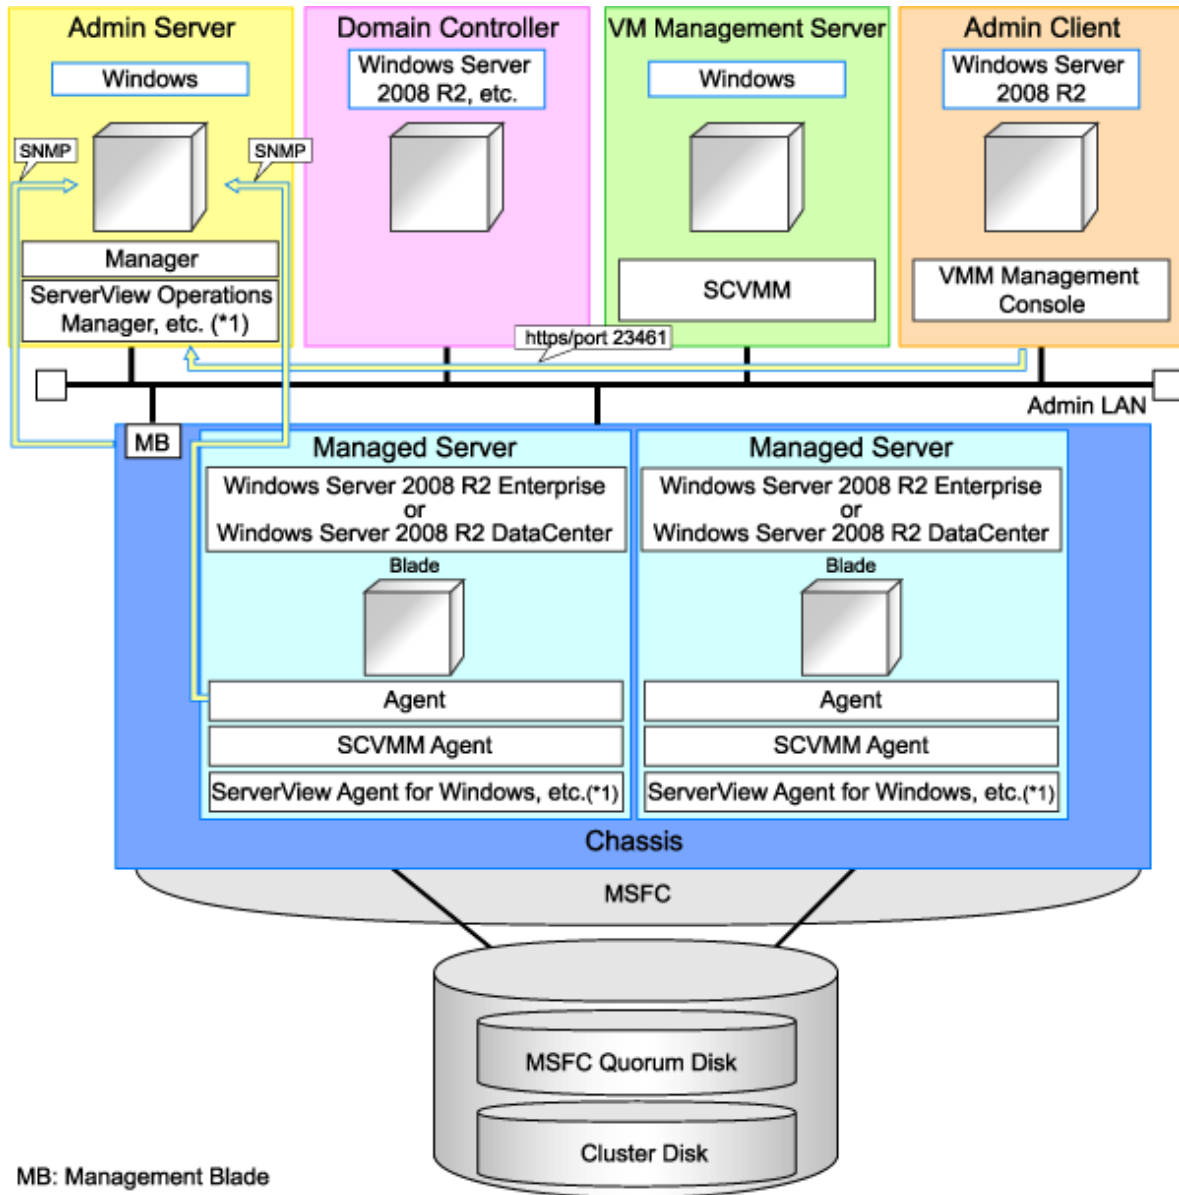 Admin Server
Windows
SNMP
SNMP
Manager
ServerView Operations
Manager, etc. (*1)
Domain Controller
Windows Server
2008 R2, etc.
VM Management Server
Windows
SCVMM
Admin Client
Windows Server
2008 R2
VMM Management
Console
https/port 23461
Admin LAN
MB
Managed Server
Windows Server 2008 R2 Enterprise
or
Windows Server 2008 R2 DataCenter
Blade
Agent
SCVMM Agent
ServerView Agent for Windows, etc.(*1)
Managed Server
Windows Server 2008 R2 Enterprise
or
Windows Server 2008 R2 DataCenter
Blade
Agent
SCVMM Agent
ServerView Agent for Windows, etc.(*1)
Chassis
MSFC
MSFC Quorum Disk
Cluster Disk
MB: Management Blade